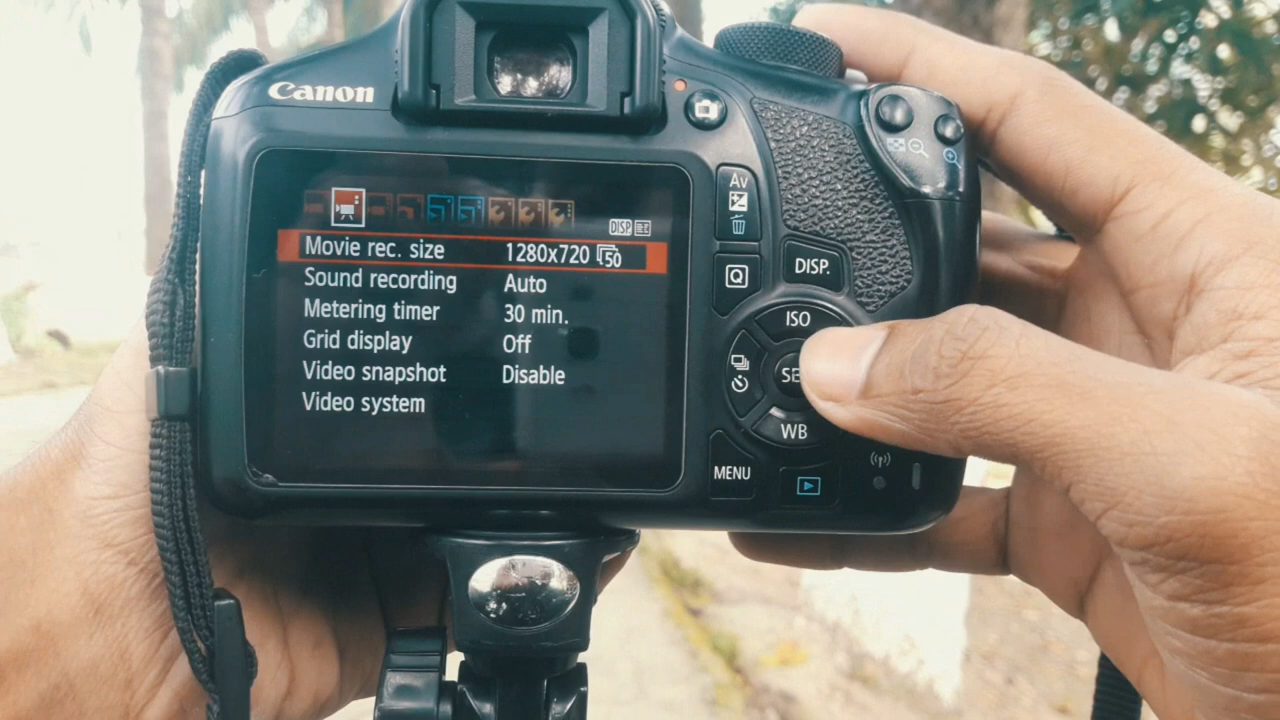 Canon
DISP
Movie rec. size 1280x720 50
Sound recording Auto
Metering timer 30 min.
Grid display Off
Video snapshot Disable
Video system
Av
Q
DISP.
ISO
SE
WB
MENU